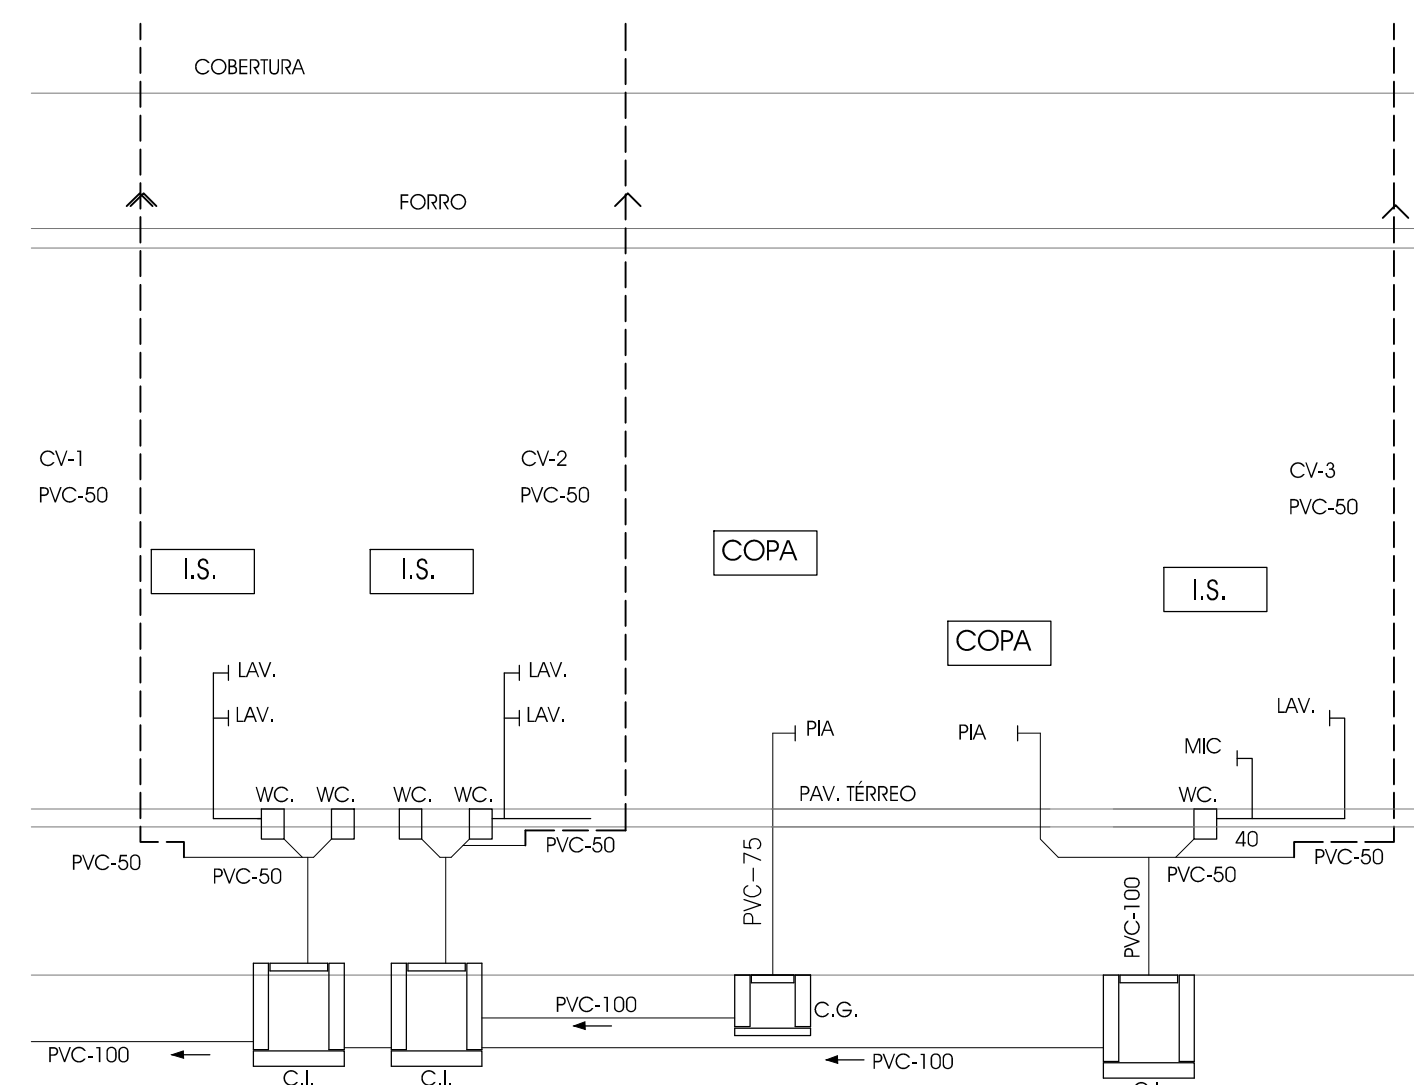 COBERTURA
FORRO
CV-1
PVC-50
CV-2
PVC-50
CV-3
PVC-50
I.S.
I.S.
COPA
I.S.
COPA
LAV.
LAV.
LAV.
LAV.
PIA
PIA
LAV.
MIC
WC.
WC.
WC.
WC.
PAV. TÉRREO
WC.
PVC-50
PVC-50
PVC-50
40
PVC-50
PVC-50
PVC-75
PVC-100
PVC-100
C.G.
PVC-100
PVC-100
C.I.
C.I.